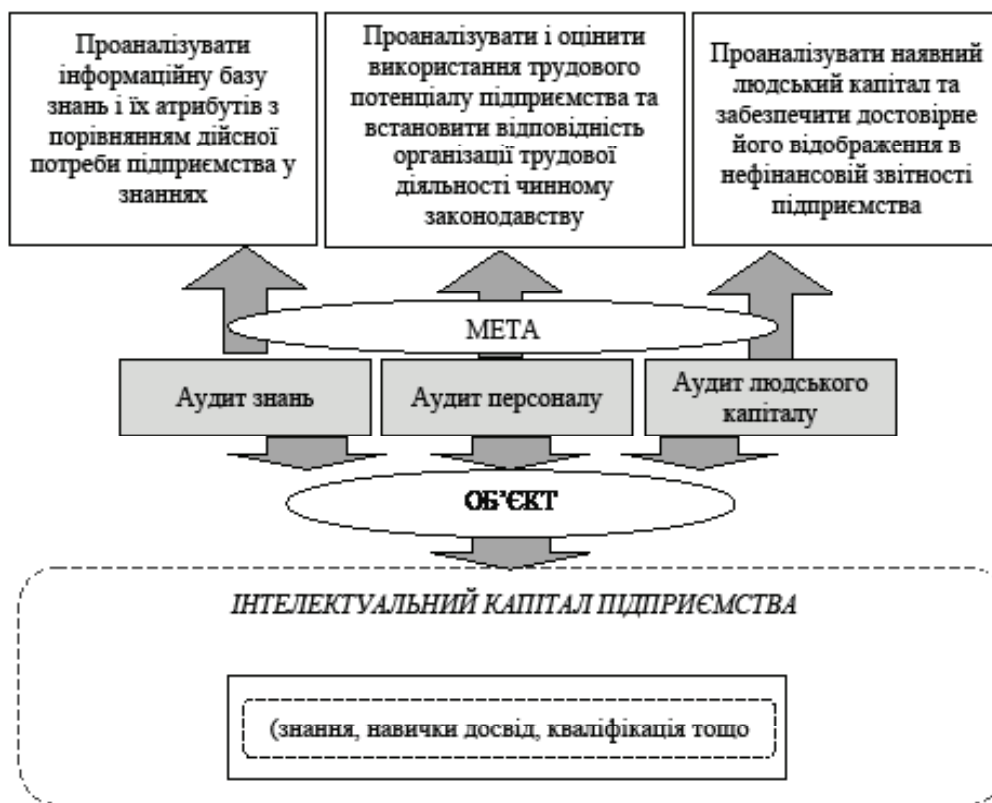 Проаналізувати
інформаційну базу
знань і їх атрибутів з
порівнянням дійсної
потреби підприємства у
знаннях
Проаналізувати і оцінити
використання трудового
потенціалу підприємства та
встановити відповідність
організації трудової
діяльності чинному
законодавству
Проаналізувати наявний
людський капітал та
забезпечити достовірне
його відображення в
нефінансовій звітності
підприємства
МЕТА
Аудит знань
Аудит персоналу
Аудит людського
капіталу
ОБ’ЄКТ
ІНТЕЛЕКТУАЛЬНИЙ КАПІТАЛ ПІДПРИЄМСТВА
(знання, навички досвід, кваліфікація тощо